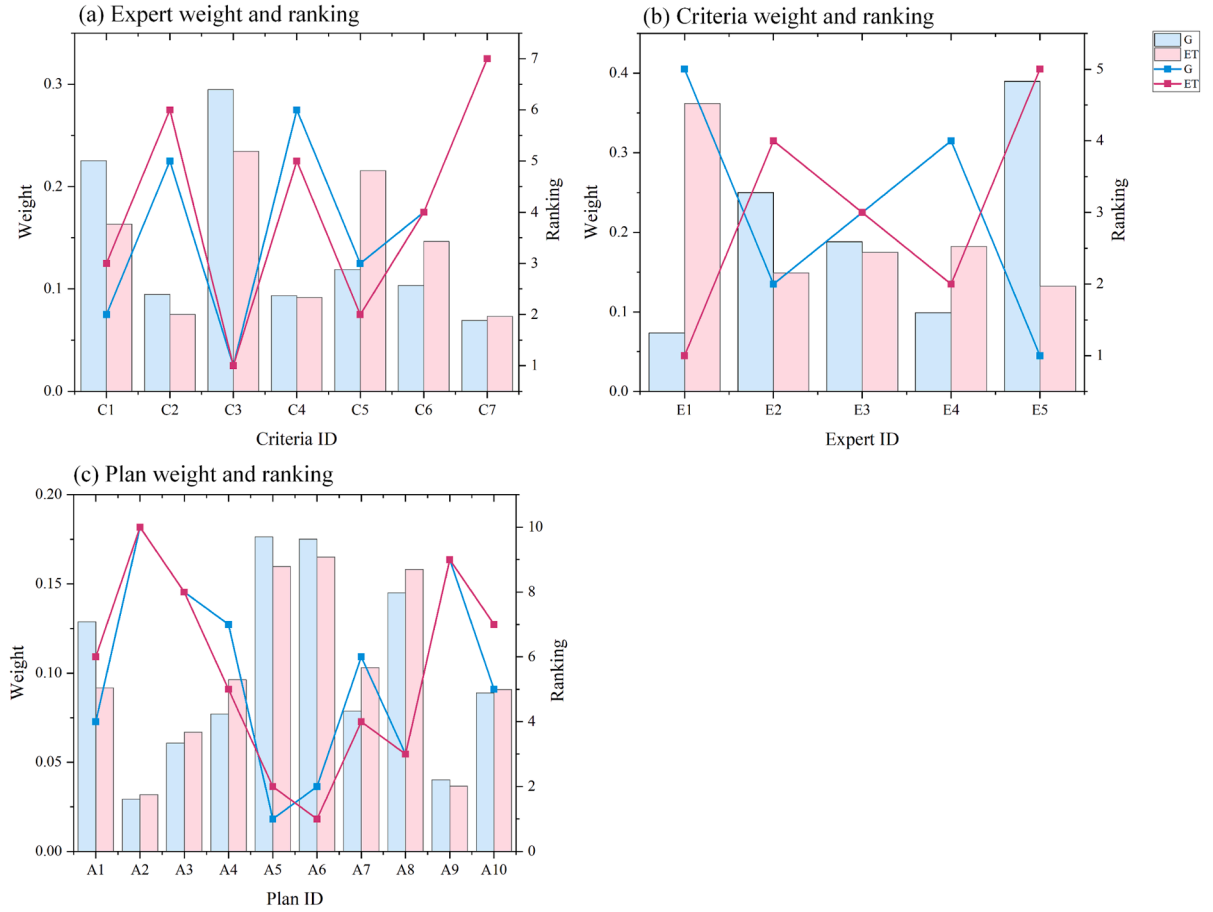 (a) Expert weight and ranking
Weight
0.3
0.2
0.1
0.0
7
6
5
4
3
2
1
Ranking
C1 C2 C3 C4 C5 C6 C7
Criteria ID
(b) Criteria weight and ranking
Weight
0.4
0.3
0.2
0.1
0.0
5
4
3
2
1
Ranking
E1 E2 E3 E4 E5
Expert ID
G
ET
G
ET
(c) Plan weight and ranking
Weight
0.20
0.15
0.10
0.05
0.00
10
8
6
4
2
0
Ranking
A1 A2 A3 A4 A5 A6 A7 A8 A9 A10
Plan ID